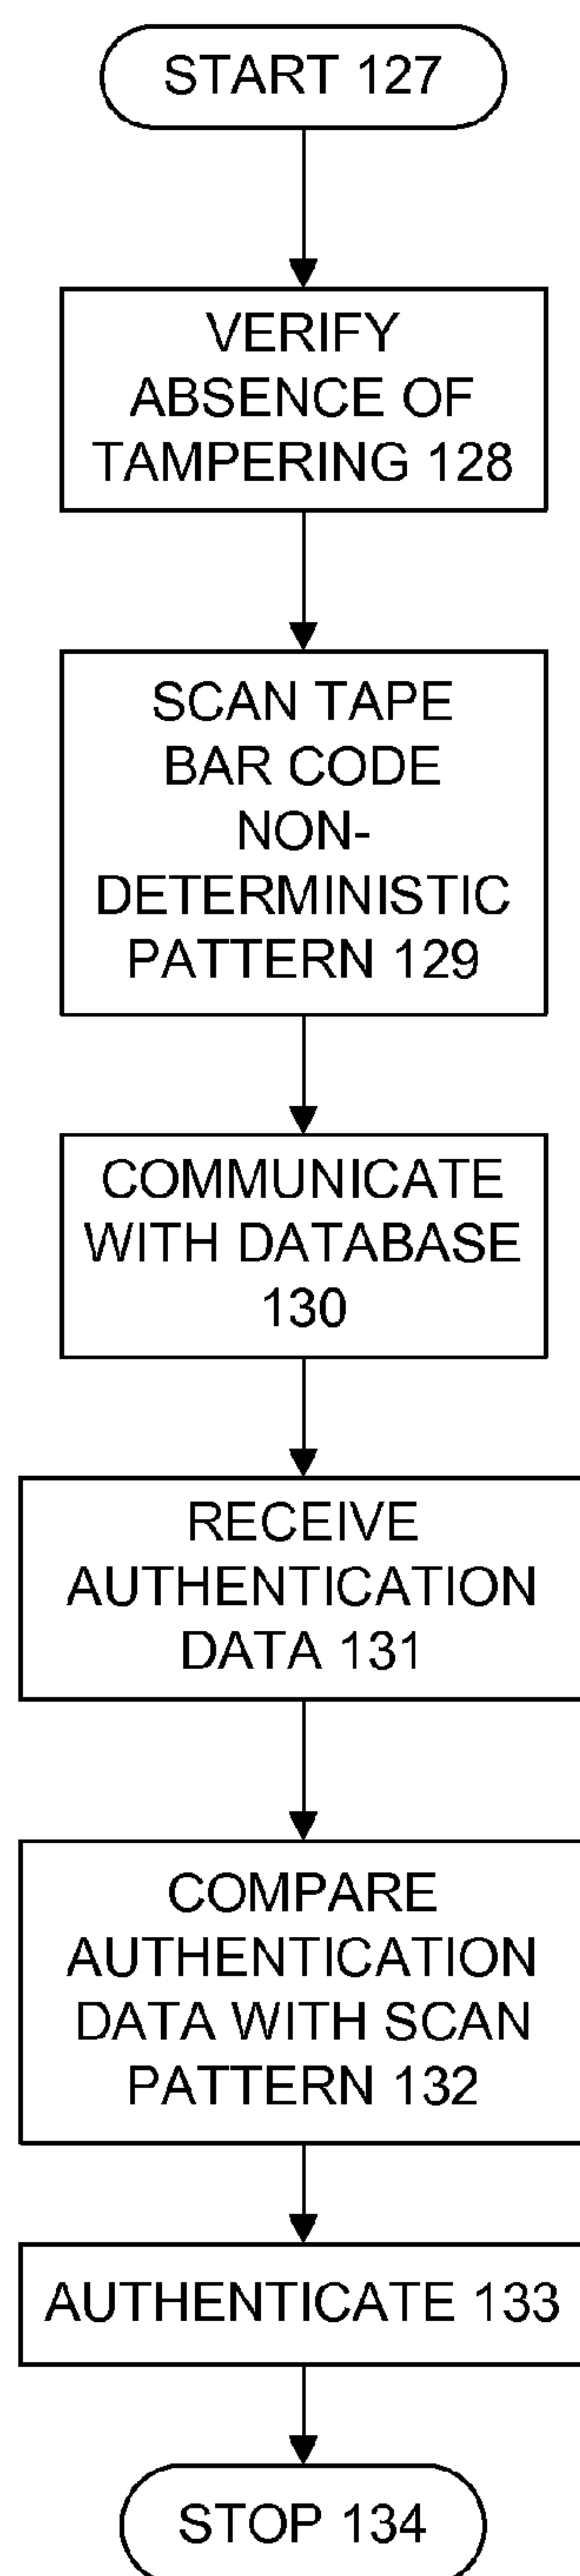 START 127
VERIFY
ABSENCE OF
TAMPERING 128
SCAN TAPE
BAR CODE
NON-
DETERMINISTIC
PATTERN 129
COMMUNICATE
WITH DATABASE
130
RECEIVE
AUTHENTICATION
DATA 131
COMPARE
AUTHENTICATION
DATA WITH SCAN
PATTERN 132
AUTHENTICATE 133
STOP 134